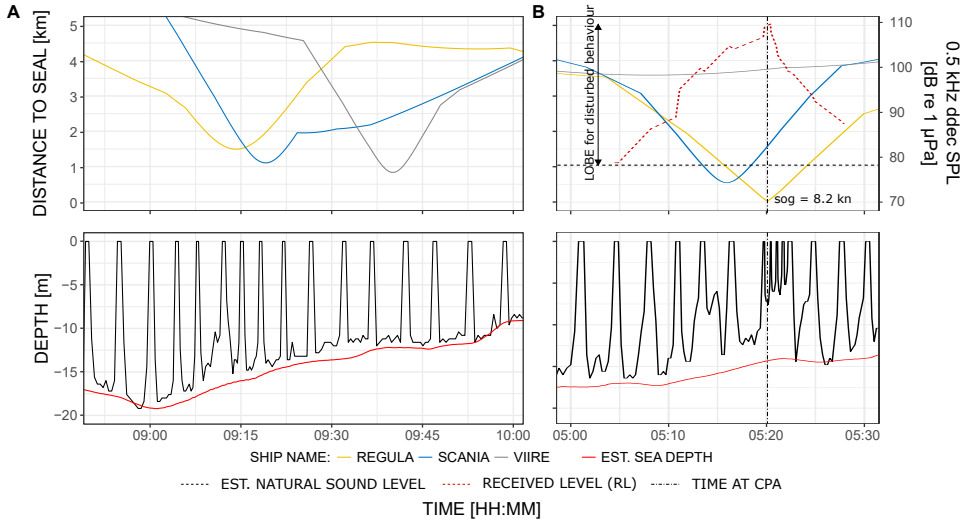 A
B
DISTANCE TO SEAL [km]
5
4
3
2
1
0
LOBE for disturbed behaviour
sog = 8.2 kn
110
100
90
80
70
0.5 kHz ddec SPL
[dB re 1 µPa]
DEPTH [m]
0
−5
−10
−15
−20
09:00
09:15
09:30
09:45
10:00
05:00
05:10
05:20
05:30
SHIP NAME: REGULA SCANIA VIIRE EST. SEA DEPTH
EST. NATURAL SOUND LEVEL RECEIVED LEVEL (RL) TIME AT CPA
TIME [HH:MM]